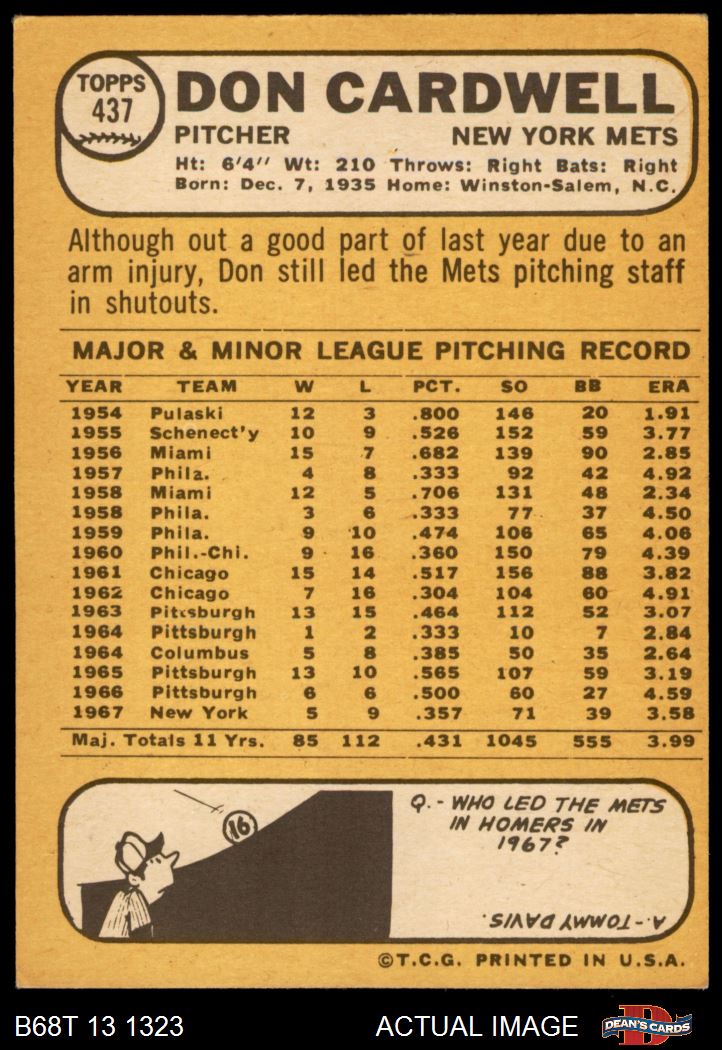 TOPPS
437
DON CARDWELL
PITCHER NEW YORK METS
Ht: 6'4" Wt: 210 Throws: Right Bats: Right
Born: Dec. 7, 1935 Home: Winston-Salem, N.C.
Although out a good part of last year due to an
arm injury, Don still led the Mets pitching staff
in shutouts.
MAJOR & MINOR LEAGUE PITCHING RECORD
YEAR TEAM W L PCT. SO BB ERA
1954 Pulaski 12 3 .800 146 20 1.91
1955 Schenect'y 10 9 .526 152 59 3.77
1956 Miami 15 7 .682 139 90 2.85
1957 Phila. 4 8 .333 92 42 4.92
1958 Miami 12 5 .706 131 48 2.34
1958 Phila. 3 6 .333 77 37 4.50
1959 Phila. 9 10 .474 106 65 4.06
1960 Phil.-Chi. 9 16 .360 150 79 4.39
1961 Chicago 15 14 .517 156 88 3.82
1962 Chicago 7 16 .304 104 60 4.91
1963 Pittsburgh 13 15 .464 112 52 3.07
1964 Pittsburgh 1 2 .333 10 7 2.84
1964 Columbus 5 8 .385 50 35 2.64
1965 Pittsburgh 13 10 .565 107 59 3.19
1966 Pittsburgh 6 6 .500 60 27 4.59
1967 New York 5 9 .357 71 39 3.58
Maj. Totals 11 Yrs. 85 112 .431 1045 555 3.99
16
Q.- WHO LED THE METS
IN HOMERS IN
1967?
A.- TOMMY DAVIS.
©T.C.G. PRINTED IN U.S.A.
B68T 13 1323 ACTUAL IMAGE
D
DEAN'S CARDS